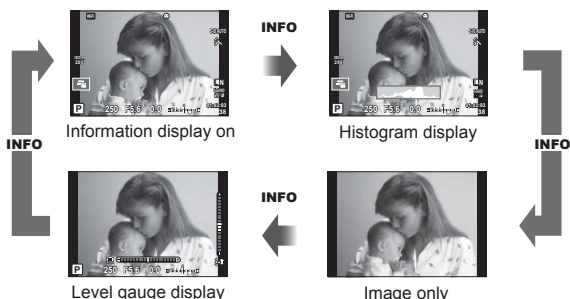 INFO
Information display on
Histogram display
INFO
INFO
P 250 F5.6 0.0
P 250 F5.6 0.0
INFO
Level gauge display
Image only
P 250 F5.6 0.0